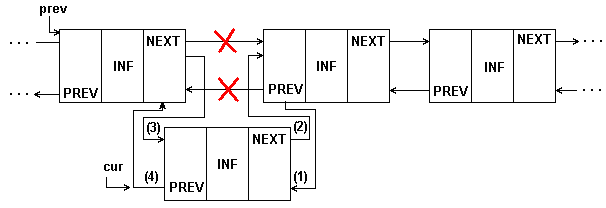 prev
NEXT
NEXT
NEXT
...
...
INF
INF
INF
PREV
PREV
PREV
...
...
(3)
(2)
NEXT
INF
cur
(4)
PREV
(1)